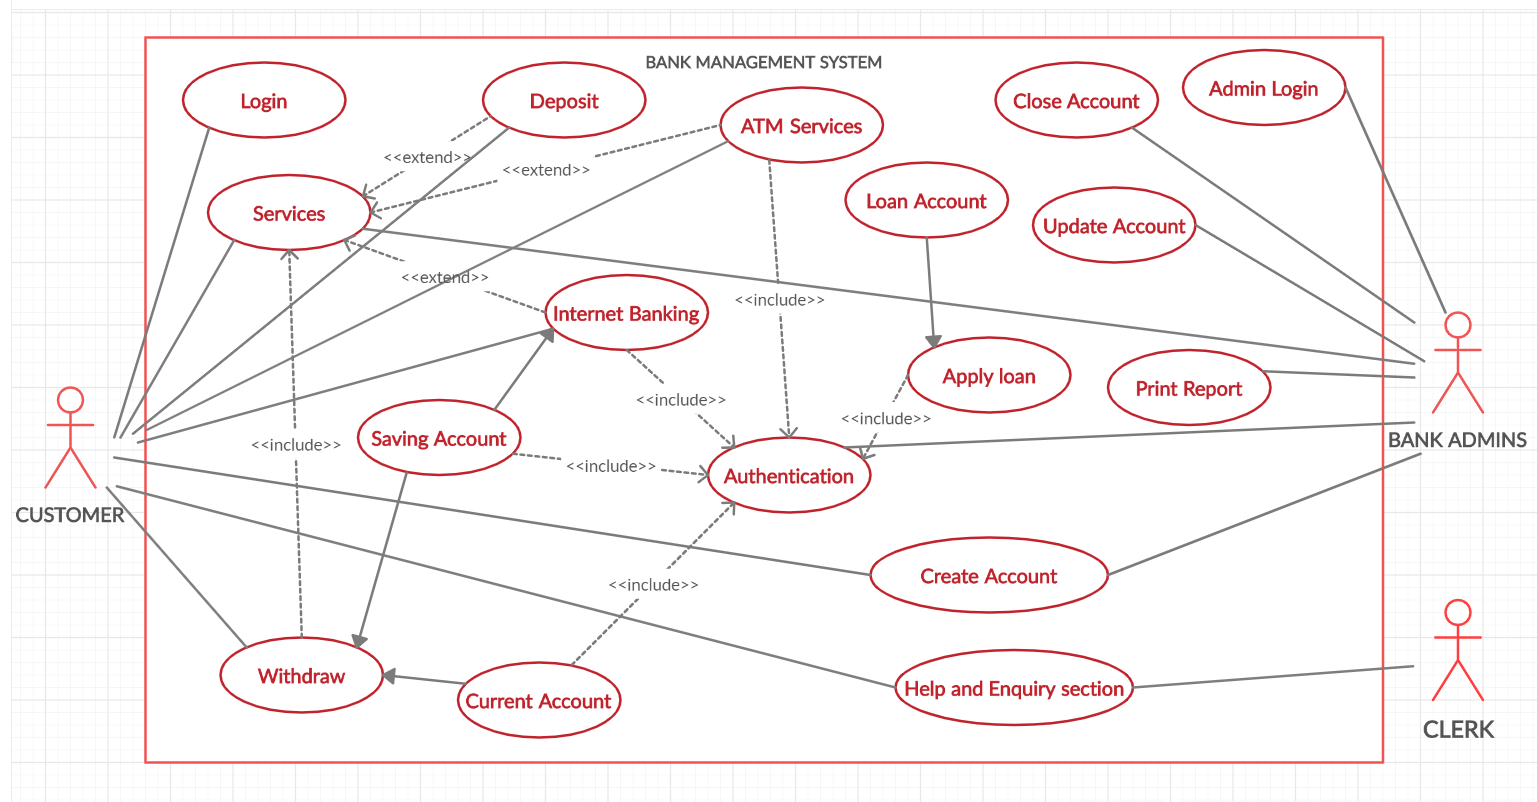 BANK MANAGEMENT SYSTEM
Login
Deposit
ATM Services
Close Account
Admin Login
<<extend>>
<<extend>>
Services
Loan Account
Update Account
<<extend>>
Internet Banking
<<include>>
Apply loan
Print Report
<<include>>
<<include>>
Saving Account
<<include>>
<<include>>
Authentication
BANK ADMINS
CUSTOMER
<<include>>
Create Account
Withdraw
Current Account
Help and Enquiry section
CLERK